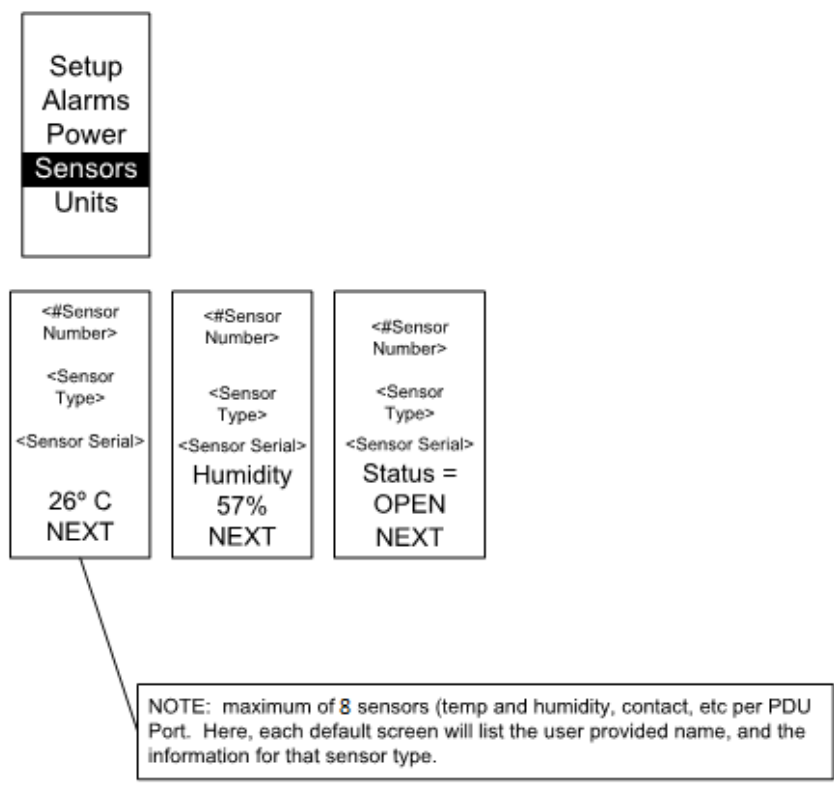 Setup
Alarms
Power
Sensors
Units
<#Sensor
Number>
<Sensor
Type>
<Sensor Serial>
26º C
NEXT
<#Sensor
Number>
<Sensor
Type>
<Sensor Serial>
Humidity
57%
NEXT
<#Sensor
Number>
<Sensor
Type>
<Sensor Serial>
Status =
OPEN
NEXT
NOTE:  maximum of 8 sensors (temp and humidity, contact, etc per PDU
Port.  Here, each default screen will list the user provided name, and the
information for that sensor type.